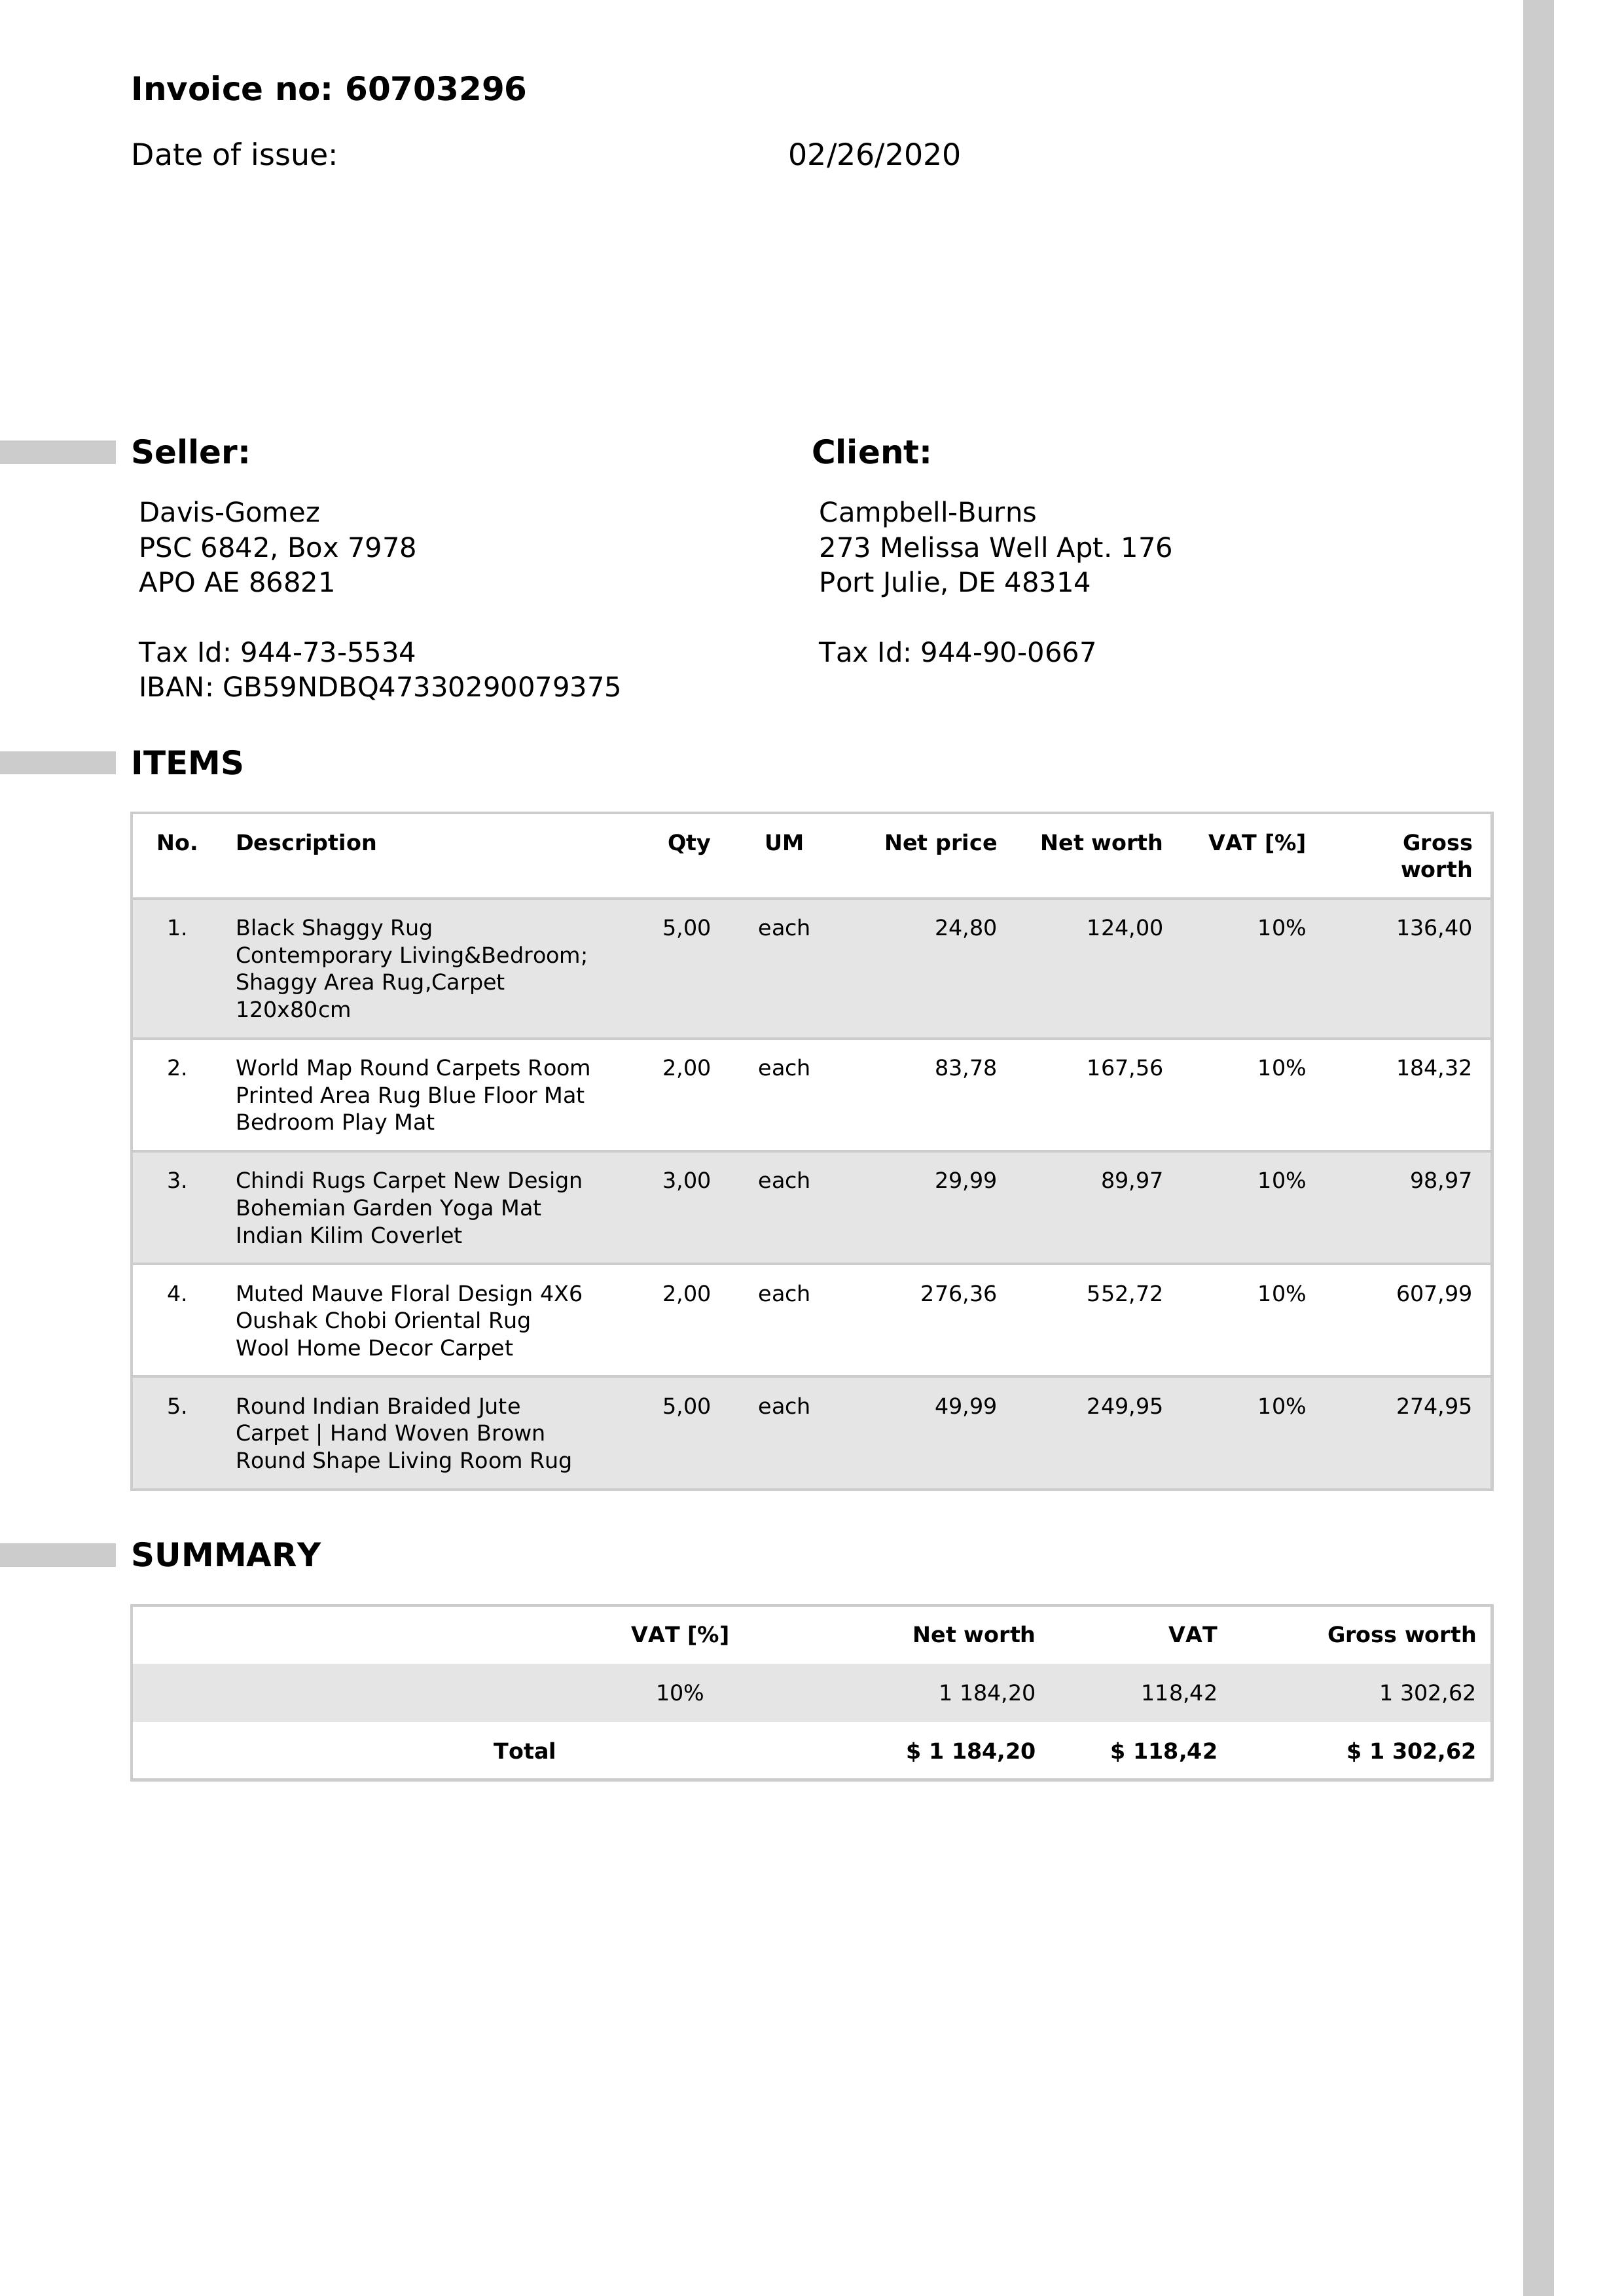 Invoice no: 60703296
Date of issue: 02/26/2020
Seller:
Davis-Gomez
PSC 6842, Box 7978
APO AE 86821
Tax Id: 944-73-5534
IBAN: GB59NDBQ47330290079375
Client:
Campbell-Burns
273 Melissa Well Apt. 176
Port Julie, DE 48314
Tax Id: 944-90-0667
ITEMS
No. Description Qty UM Net price Net worth VAT [%] Gross
worth
1. Black Shaggy Rug 5,00 each 24,80 124,00 10% 136,40
Contemporary Living&Bedroom;
Shaggy Area Rug,Carpet
120x80cm
2. World Map Round Carpets Room 2,00 each 83,78 167,56 10% 184,32
Printed Area Rug Blue Floor Mat
Bedroom Play Mat
3. Chindi Rugs Carpet New Design 3,00 each 29,99 89,97 10% 98,97
Bohemian Garden Yoga Mat
Indian Kilim Coverlet
4. Muted Mauve Floral Design 4X6 2,00 each 276,36 552,72 10% 607,99
Oushak Chobi Oriental Rug
Wool Home Decor Carpet
5. Round Indian Braided Jute 5,00 each 49,99 249,95 10% 274,95
Carpet | Hand Woven Brown
Round Shape Living Room Rug
SUMMARY
VAT [%] Net worth VAT Gross worth
10% 1 184,20 118,42 1 302,62
Total $ 1 184,20 $ 118,42 $ 1 302,62